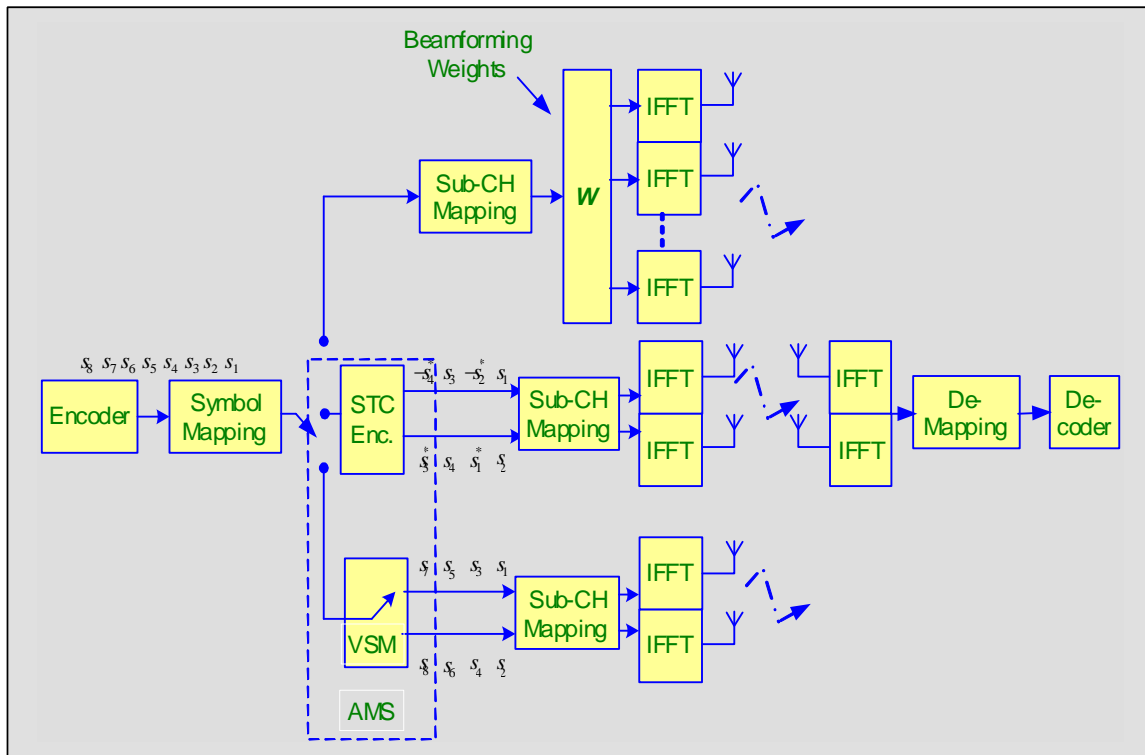 Beamforming
Weights
IFFT
IFFT
Sub-CH
Mapping
W
IFFT
s8 s7 s6 s5 s4 s3 s2 s1
Encoder
Symbol
Mapping
STC
Enc.
-s4* s3 -s2* s1
s3* s4 s1* s2
Sub-CH
Mapping
IFFT
IFFT
IFFT
IFFT
De-
Mapping
De-
coder
VSM
s7 s5 s3 s1
s8 s6 s4 s2
Sub-CH
Mapping
IFFT
IFFT
AMS